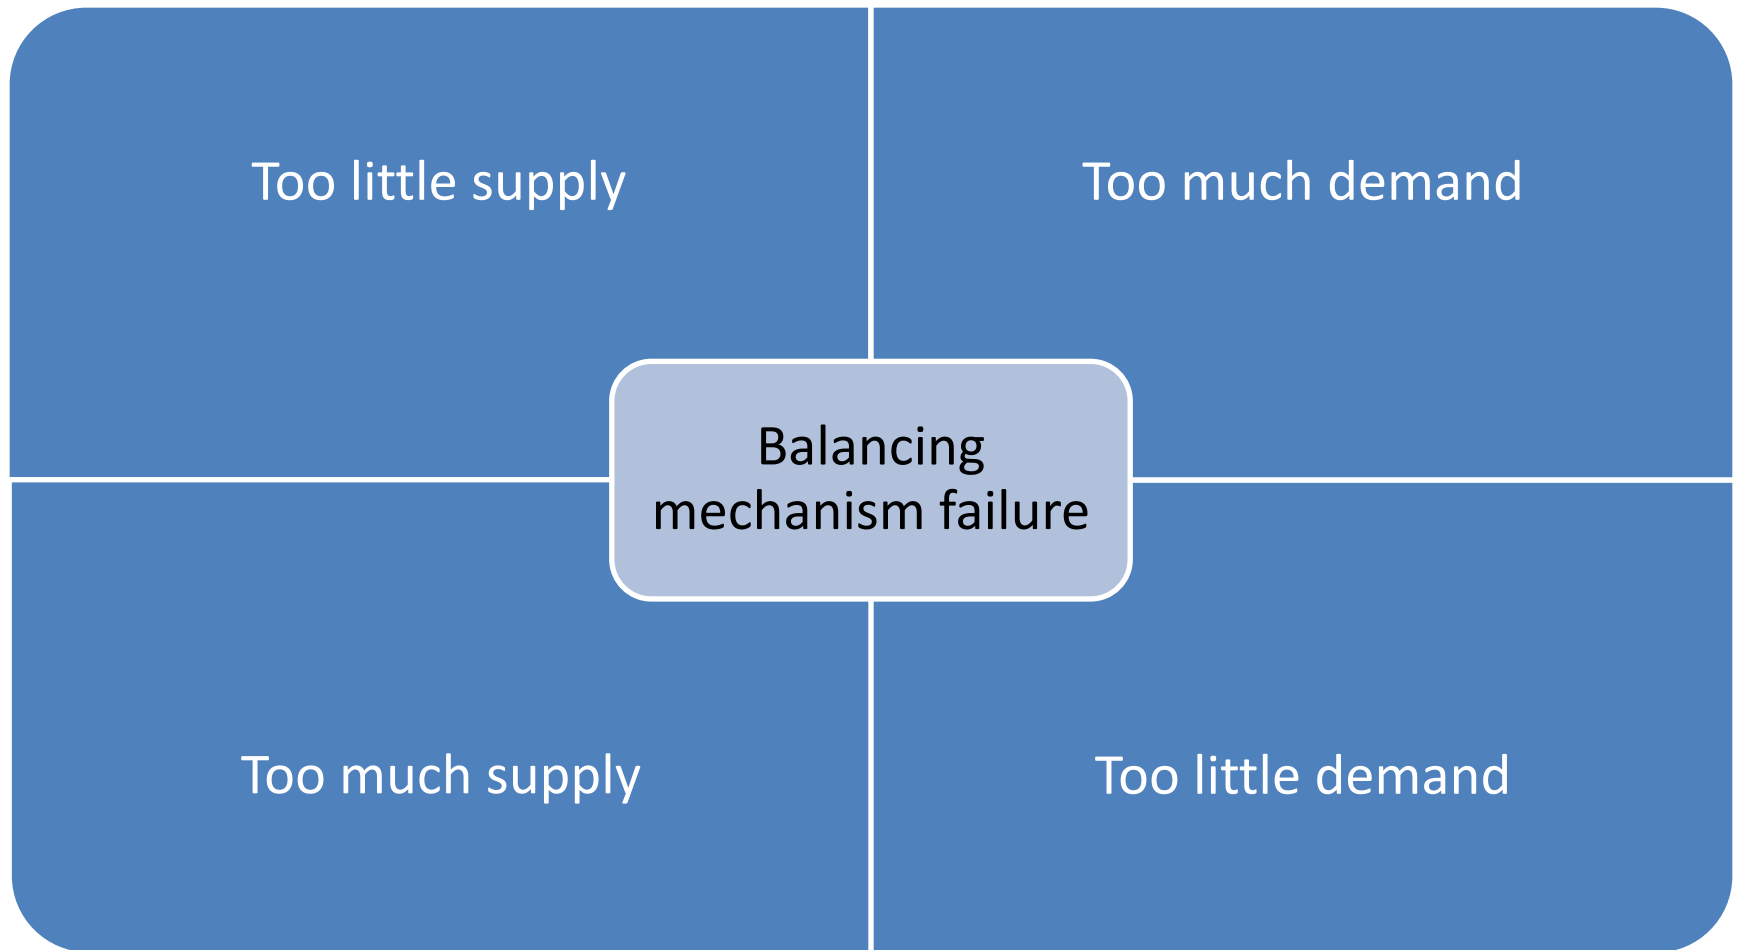 Too little supply
Too much demand
Balancing
mechanism failure
Too much supply
Too little demand